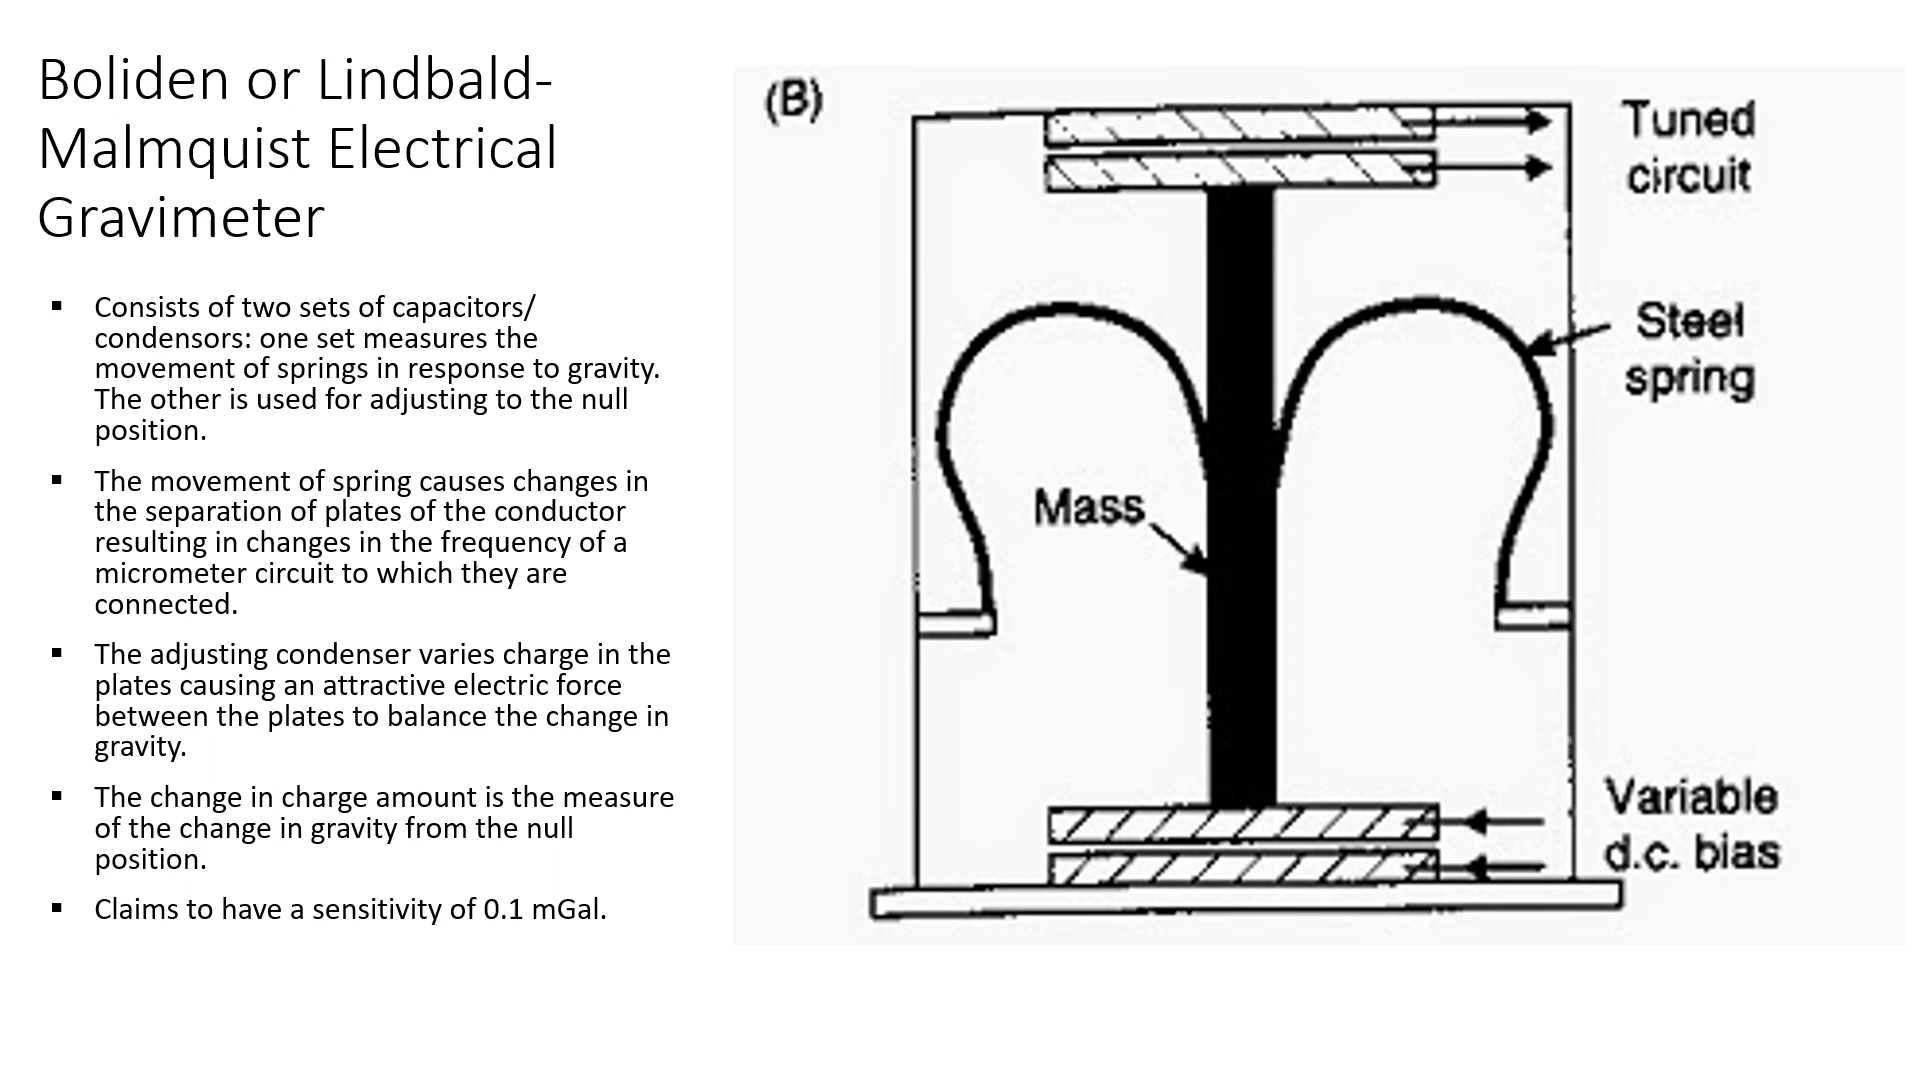 Boliden or Lindbald-
Malmquist Electrical
Gravimeter
▪ Consists of two sets of capacitors/
condensors: one set measures the
movement of springs in response to gravity.
The other is used for adjusting to the null
position.
▪ The movement of spring causes changes in
the separation of plates of the conductor
resulting in changes in the frequency of a
micrometer circuit to which they are
connected.
▪ The adjusting condenser varies charge in the
plates causing an attractive electric force
between the plates to balance the change in
gravity.
▪ The change in charge amount is the measure
of the change in gravity from the null
position.
▪ Claims to have a sensitivity of 0.1 mGal.
(B)
Tuned
circuit
Steel
spring
Mass
Variable
d.c. bias